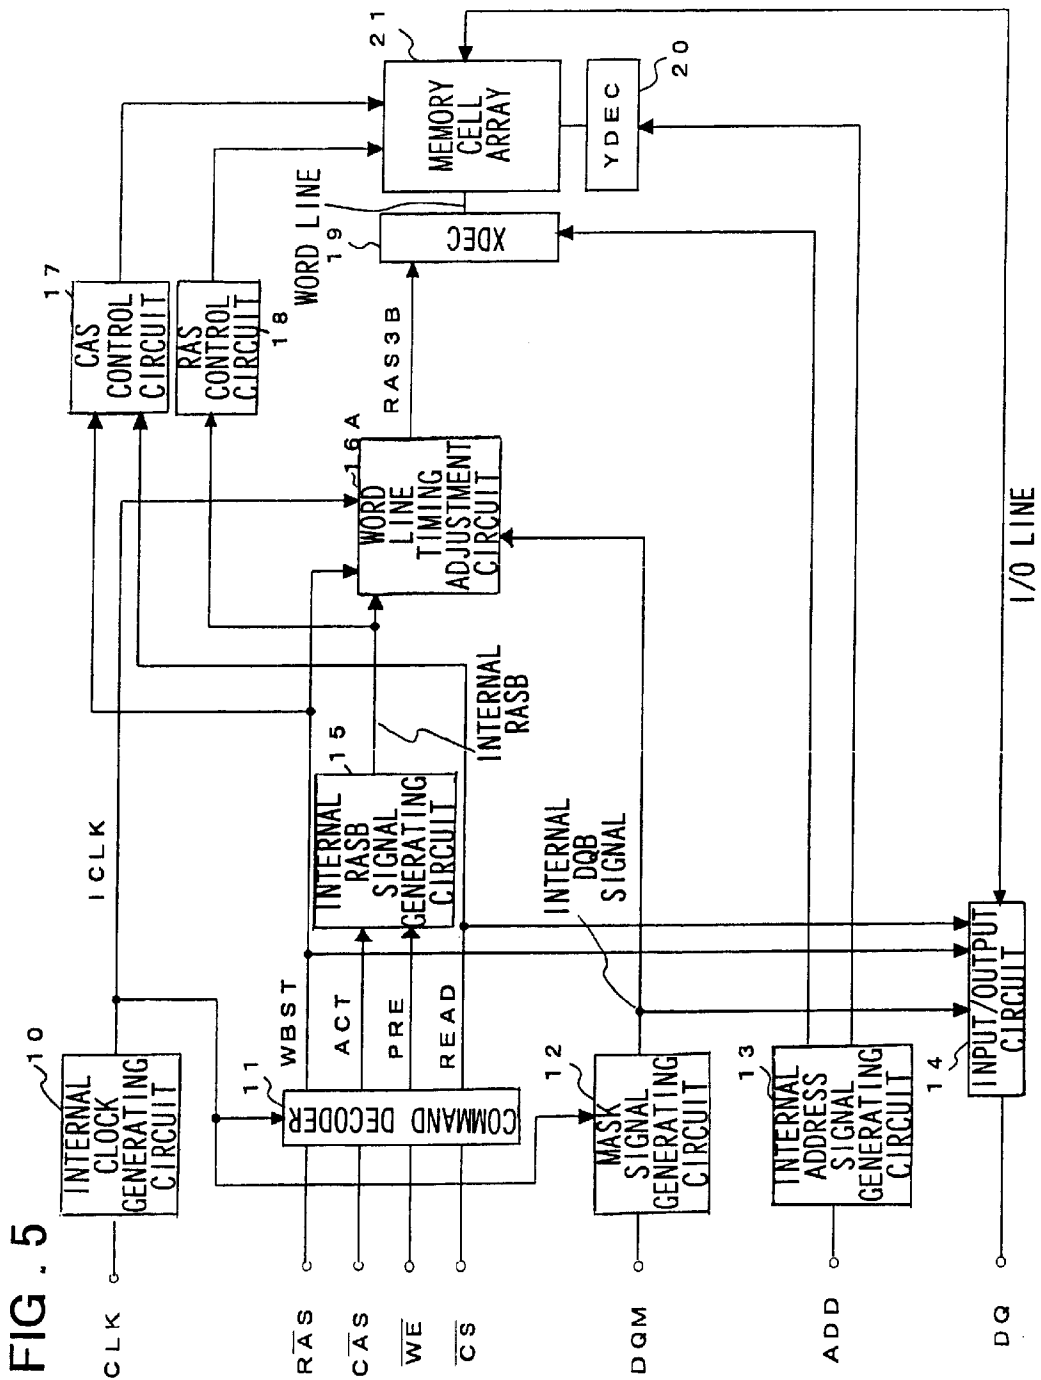 FIG. 5
CLK
10
INTERNAL
CLOCK
GENERATING
CIRCUIT
ICLK
17
CAS
CONTROL
CIRCUIT
RAS
CONTROL
CIRCUIT
18
RAS
CAS
WE
CS
11
COMMAND DECODER
WBST
ACT
PRE
READ
15
INTERNAL
RASB
SIGNAL
GENERATING
CIRCUIT
INTERNAL
RASB
16A
WORD
LINE
TIMING
ADJUSTMENT
CIRCUIT
RAS3B
WORD LINE
19
XDEC
21
MEMORY
CELL
ARRAY
YDEC
20
DQM
12
MASK
SIGNAL
GENERATING
CIRCUIT
INTERNAL
DQB
SIGNAL
ADD
13
INTERNAL
ADDRESS
SIGNAL
GENERATING
CIRCUIT
DQ
14
INPUT/OUTPUT
CIRCUIT
I/O LINE